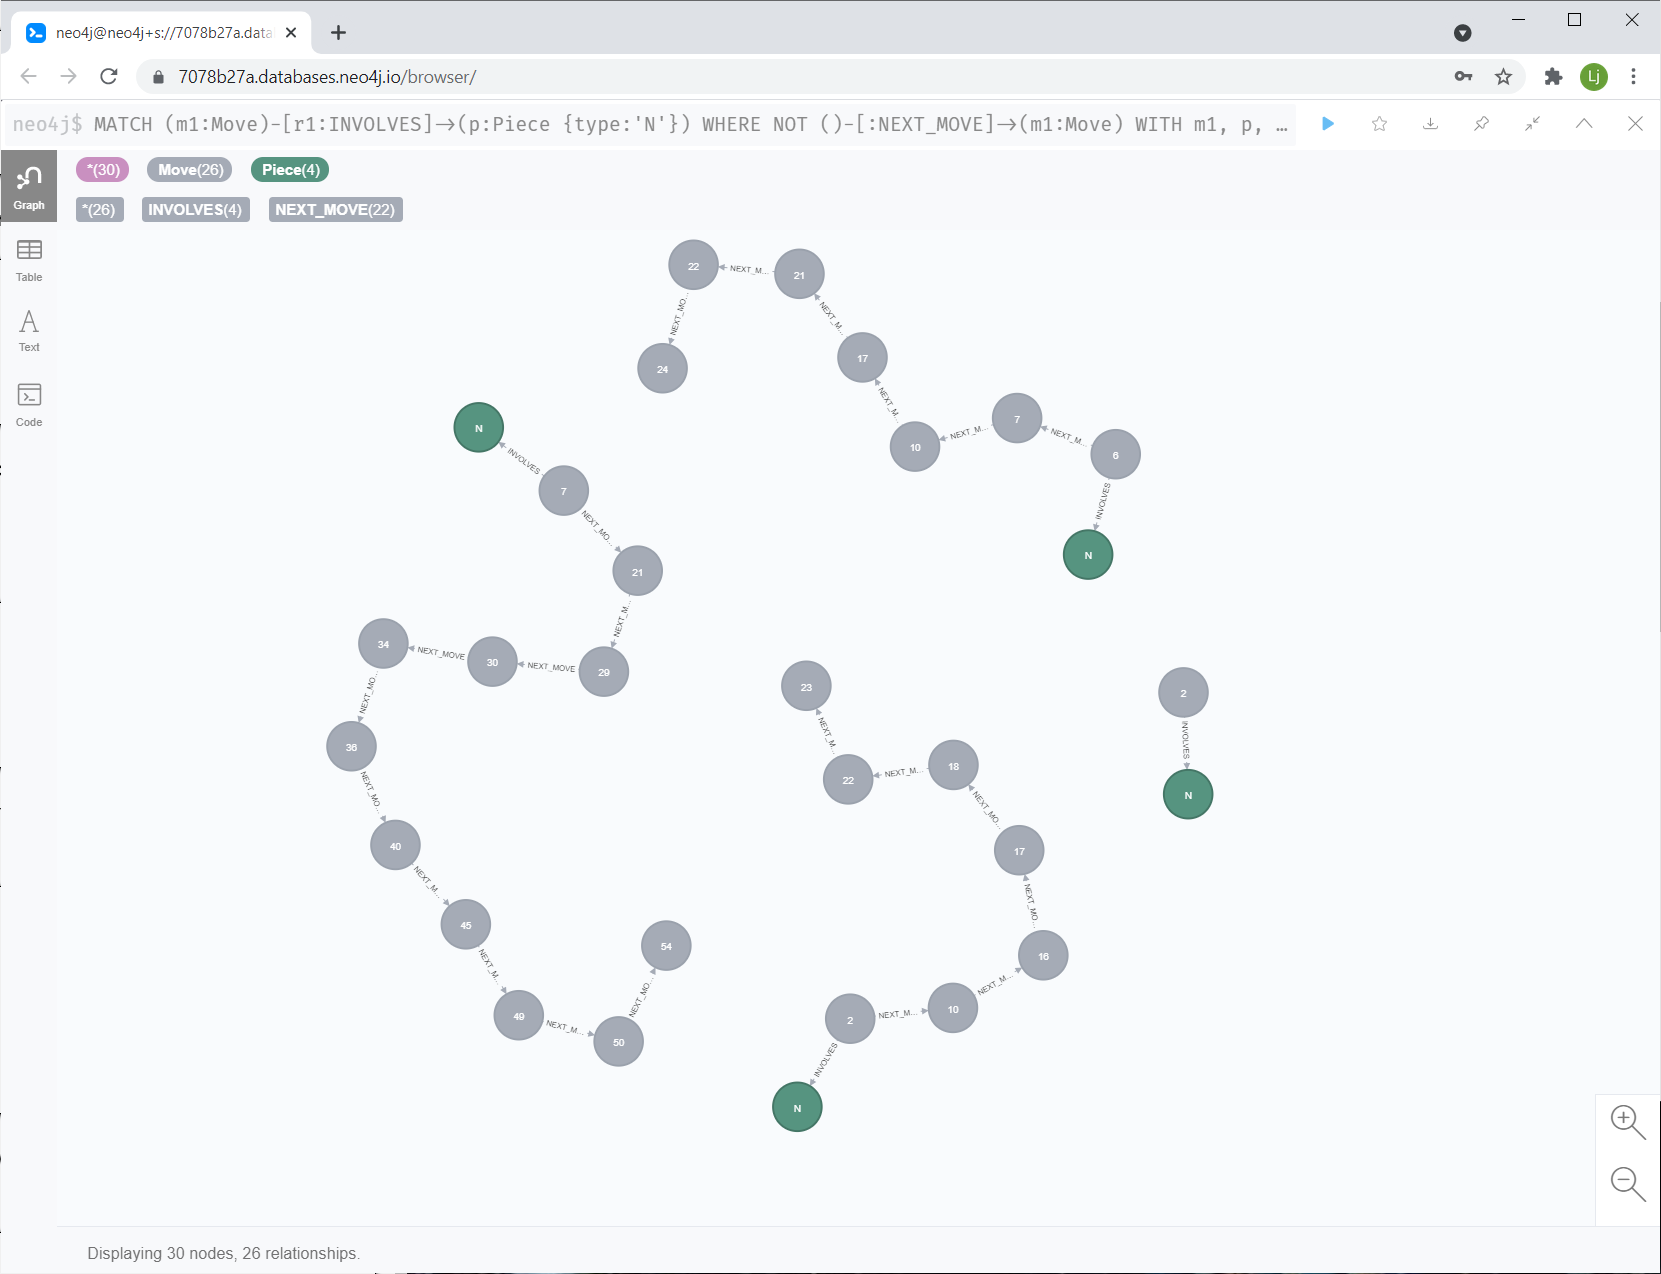 neo4j@neo4j+s://7078b27a.data
7078b27a.databases.neo4j.io/browser/
Lj
neo4j$ MATCH (m1:Move)-[r1:INVOLVES]->(p:Piece {type:'N'}) WHERE NOT ()-[:NEXT_MOVE]->(m1:Move) WITH m1, p, …
*(30) Move(26) Piece(4)
*(26) INVOLVES(4) NEXT_MOVE(22)
Graph
Table
Text
Code
22
NEXT_M...
21
NEXT_MO...
NEXT_M...
24
17
NEXT_M...
10
NEXT_M...
7
NEXT_M...
6
INVOLVES
N
N
INVOLVES
7
NEXT_MO...
21
NEXT_M...
29
NEXT_MOVE
30
NEXT_MOVE
34
NEXT_MO...
36
NEXT_MO...
40
NEXT_M...
45
NEXT_M...
49
NEXT_M...
50
NEXT_MO...
54
23
NEXT_M...
22
NEXT_M...
18
NEXT_MO...
17
NEXT_MO...
16
NEXT_M...
10
NEXT_M...
2
INVOLVES
N
2
INVOLVES
N
Displaying 30 nodes, 26 relationships.